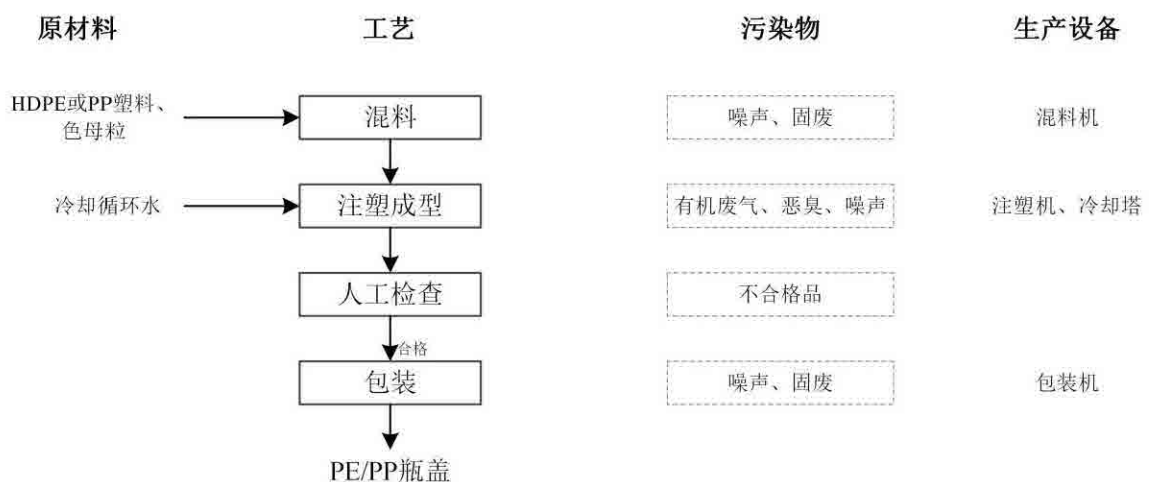 原材料 工艺 污染物 生产设备
HDPE或PP塑料、
色母粒
混料
噪声、固废
混料机
冷却循环水
注塑成型
有机废气、恶臭、噪声
注塑机、冷却塔
人工检查
不合格品
合格
包装
噪声、固废
包装机
PE/PP瓶盖